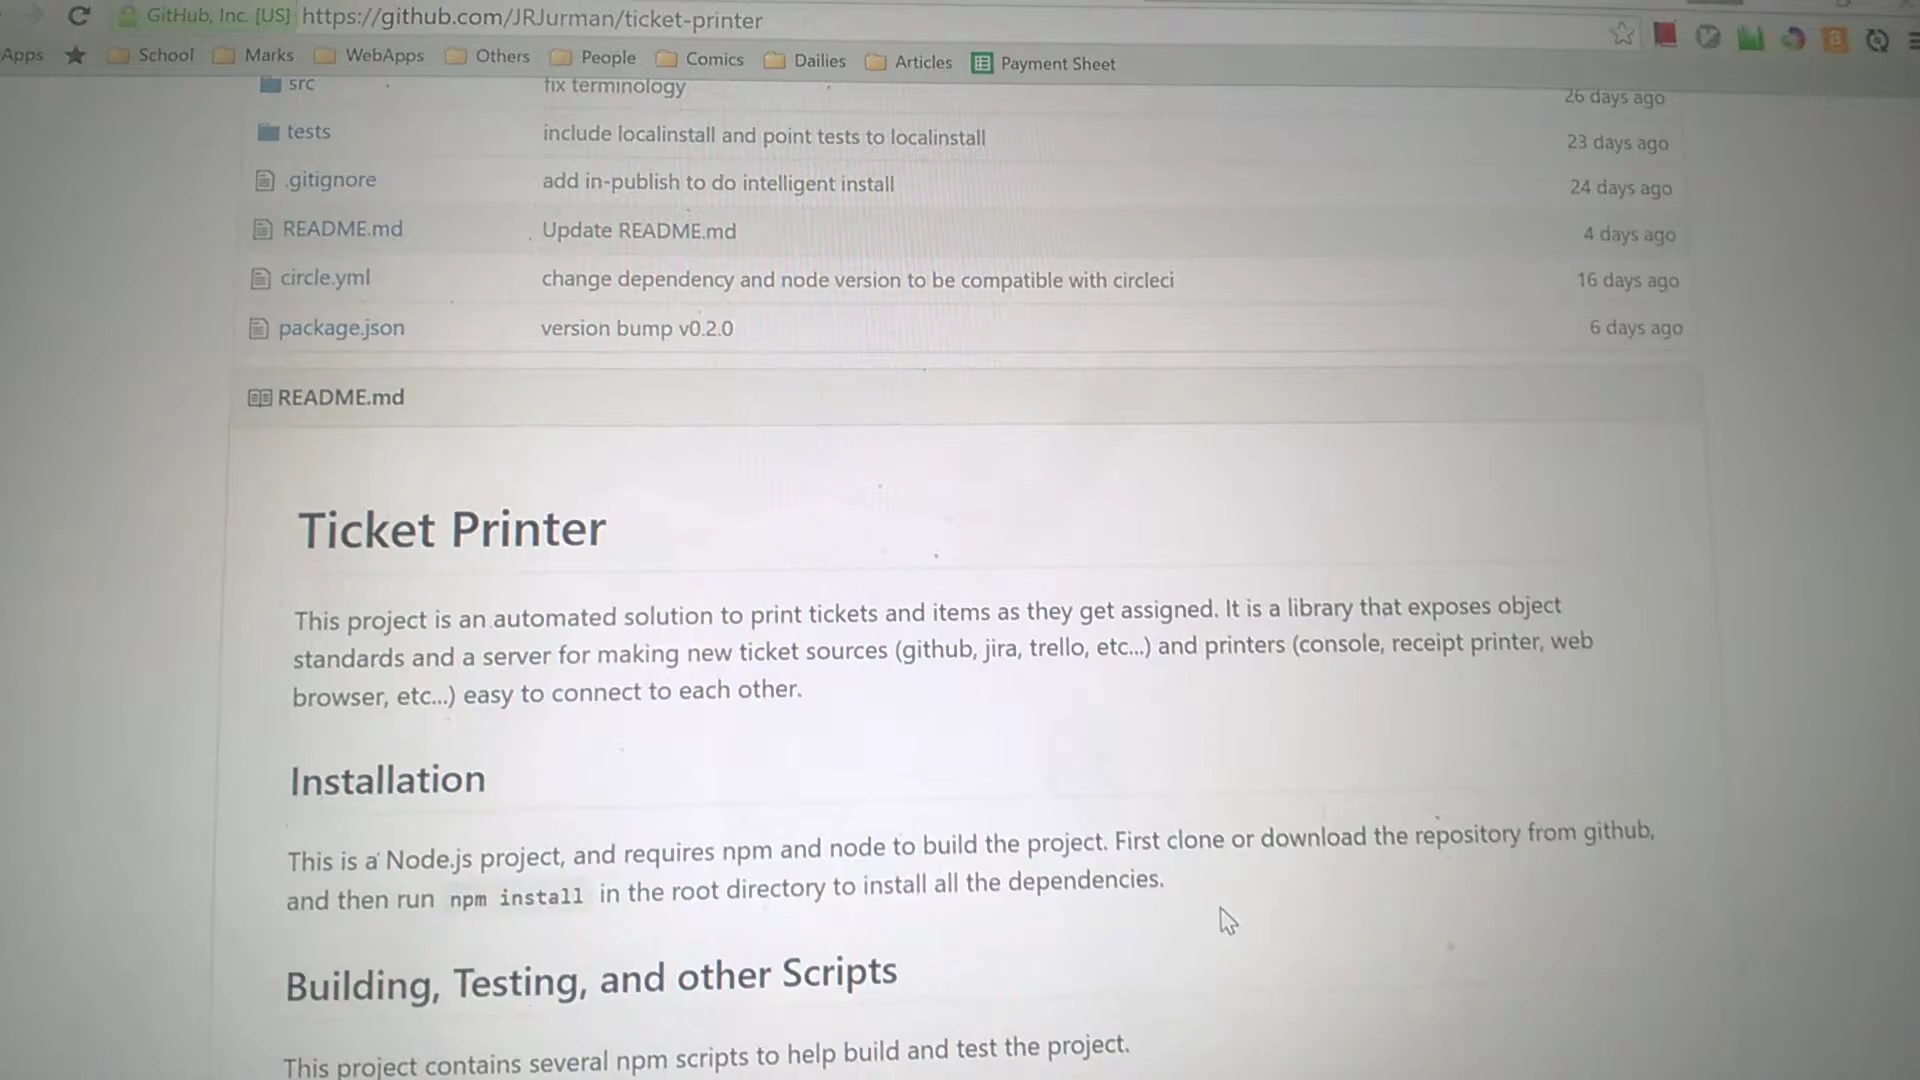 GitHub, Inc. [US] https://github.com/JRJurman/ticket-printer
Apps School Marks WebApps Others People Comics Dailies Articles Payment Sheet
src fix terminology 26 days ago
tests include localinstall and point tests to localinstall 23 days ago
.gitignore add in-publish to do intelligent install 24 days ago
README.md Update README.md 4 days ago
circle.yml change dependency and node version to be compatible with circleci 16 days ago
package.json version bump v0.2.0 6 days ago
README.md
Ticket Printer
This project is an automated solution to print tickets and items as they get assigned. It is a library that exposes object
standards and a server for making new ticket sources (github, jira, trello, etc...) and printers (console, receipt printer, web
browser, etc...) easy to connect to each other.
Installation
This is a Node.js project, and requires npm and node to build the project. First clone or download the repository from github,
and then run npm install in the root directory to install all the dependencies.
Building, Testing, and other Scripts
This project contains several npm scripts to help build and test the project.